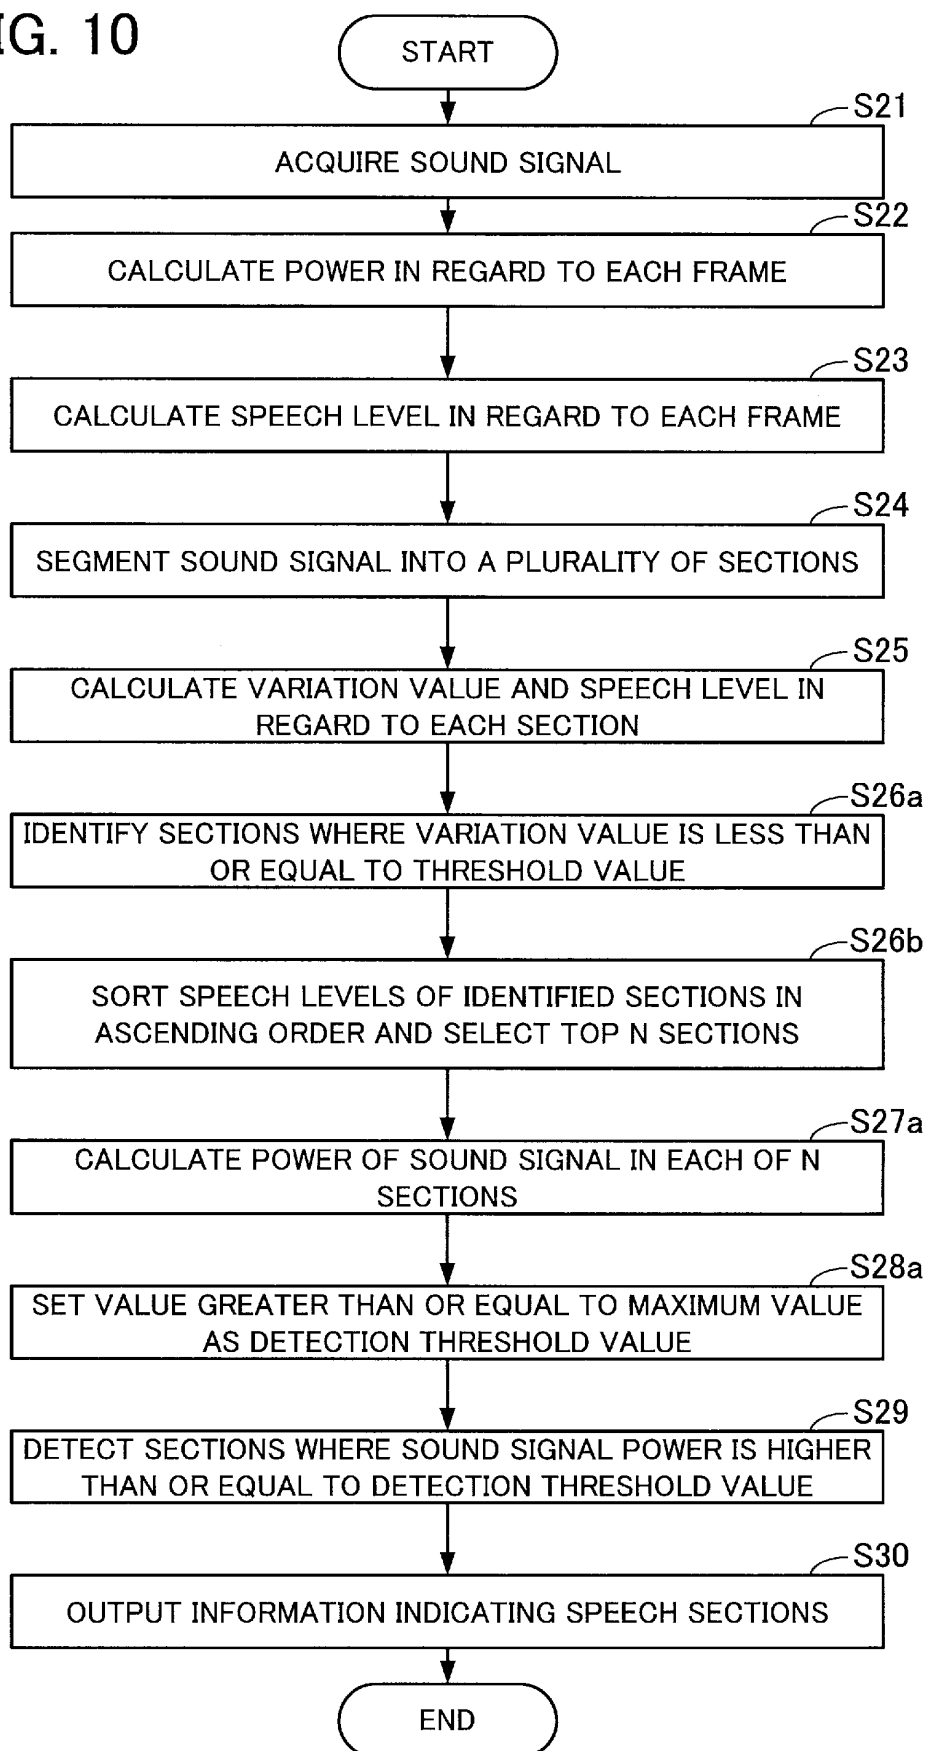 IG. 10
START
S21
ACQUIRE SOUND SIGNAL
S22
CALCULATE POWER IN REGARD TO EACH FRAME
S23
CALCULATE SPEECH LEVEL IN REGARD TO EACH FRAME
S24
SEGMENT SOUND SIGNAL INTO A PLURALITY OF SECTIONS
S25
CALCULATE VARIATION VALUE AND SPEECH LEVEL IN
REGARD TO EACH SECTION
S26a
IDENTIFY SECTIONS WHERE VARIATION VALUE IS LESS THAN
OR EQUAL TO THRESHOLD VALUE
S26b
SORT SPEECH LEVELS OF IDENTIFIED SECTIONS IN
ASCENDING ORDER AND SELECT TOP N SECTIONS
S27a
CALCULATE POWER OF SOUND SIGNAL IN EACH OF N
SECTIONS
S28a
SET VALUE GREATER THAN OR EQUAL TO MAXIMUM VALUE
AS DETECTION THRESHOLD VALUE
S29
DETECT SECTIONS WHERE SOUND SIGNAL POWER IS HIGHER
THAN OR EQUAL TO DETECTION THRESHOLD VALUE
S30
OUTPUT INFORMATION INDICATING SPEECH SECTIONS
END